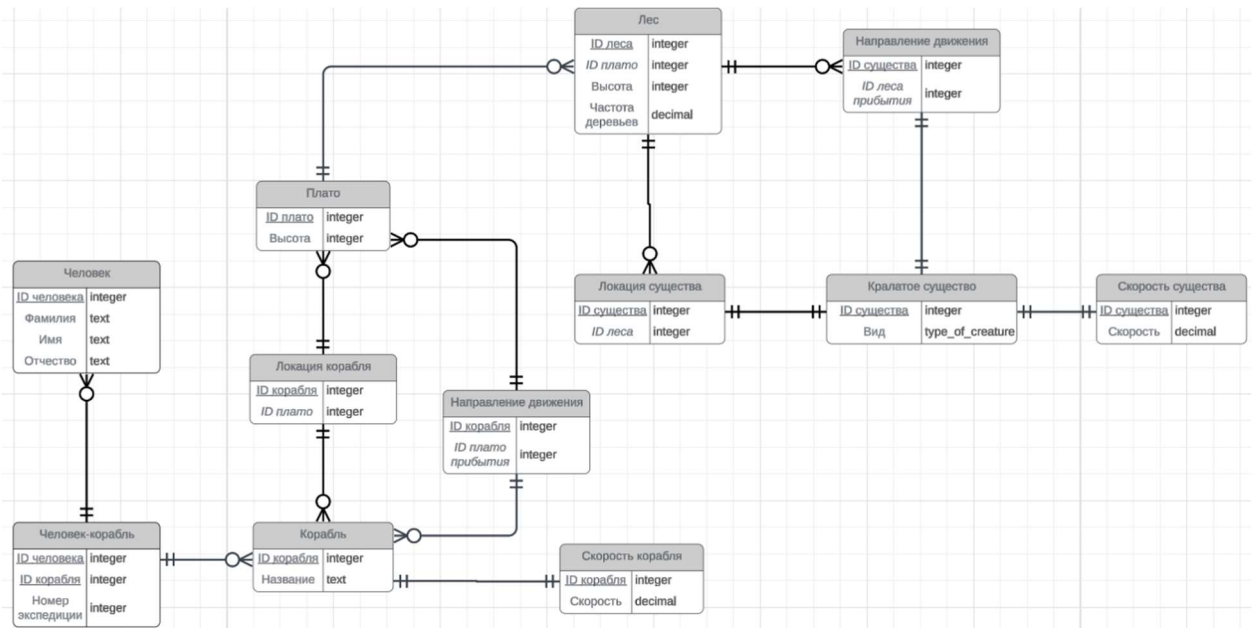 Лес
ID леса integer
ID плато integer
Высота integer
Частота
деревьев decimal
Направление движения
ID существа integer
ID леса
прибытия integer
Плато
ID плато integer
Высота integer
Человек
ID человека integer
Фамилия text
Имя text
Отчество text
Локация существа
ID существа integer
ID леса integer
Кралатое существо
ID существа integer
Вид type_of_creature
Скорость существа
ID существа integer
Скорость decimal
Локация корабля
ID корабля integer
ID плато integer
Направление движения
ID корабля integer
ID плато
прибытия integer
Человек-корабль
ID человека integer
ID корабля integer
Номер
экспедиции integer
Корабль
ID корабля integer
Название text
Скорость корабля
ID корабля integer
Скорость decimal